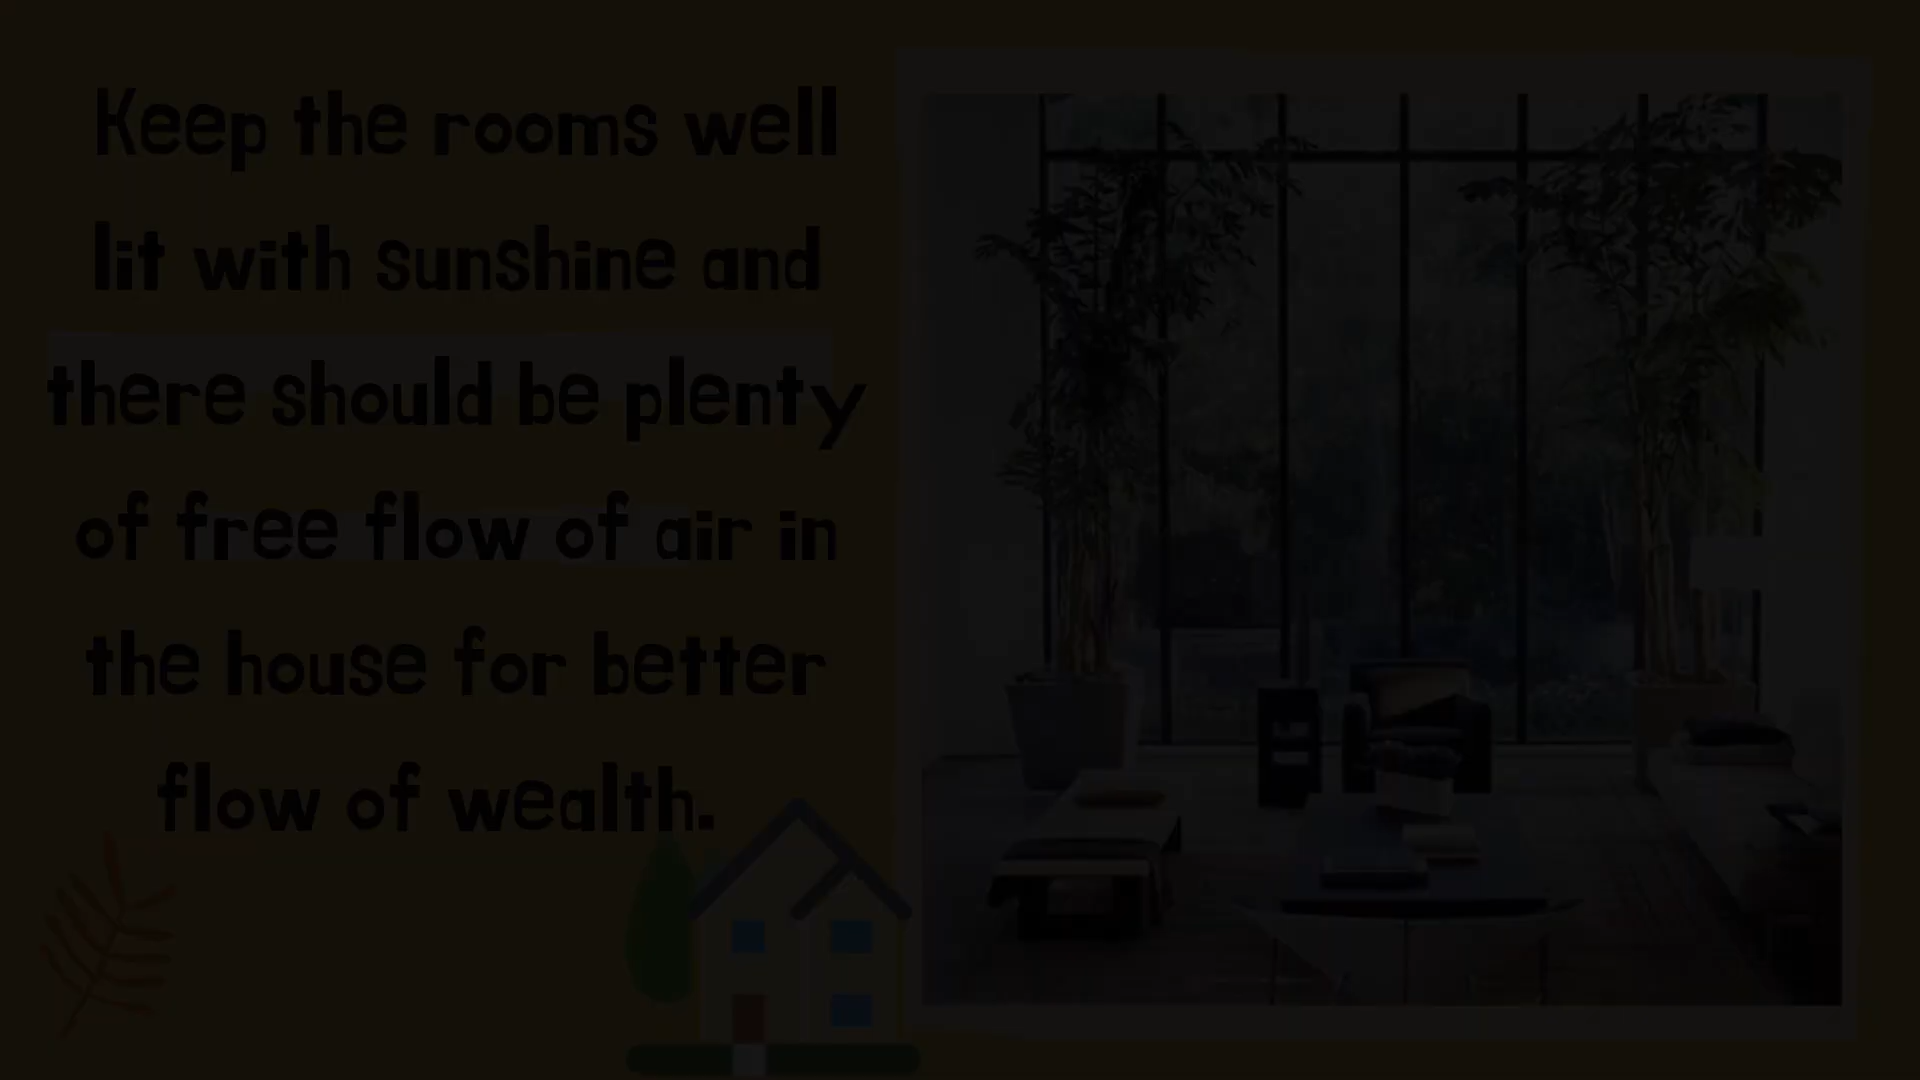 Keep the rooms well
lit with sunshine and
there should be plenty
of free flow of air in
the house for better
flow of wealth.